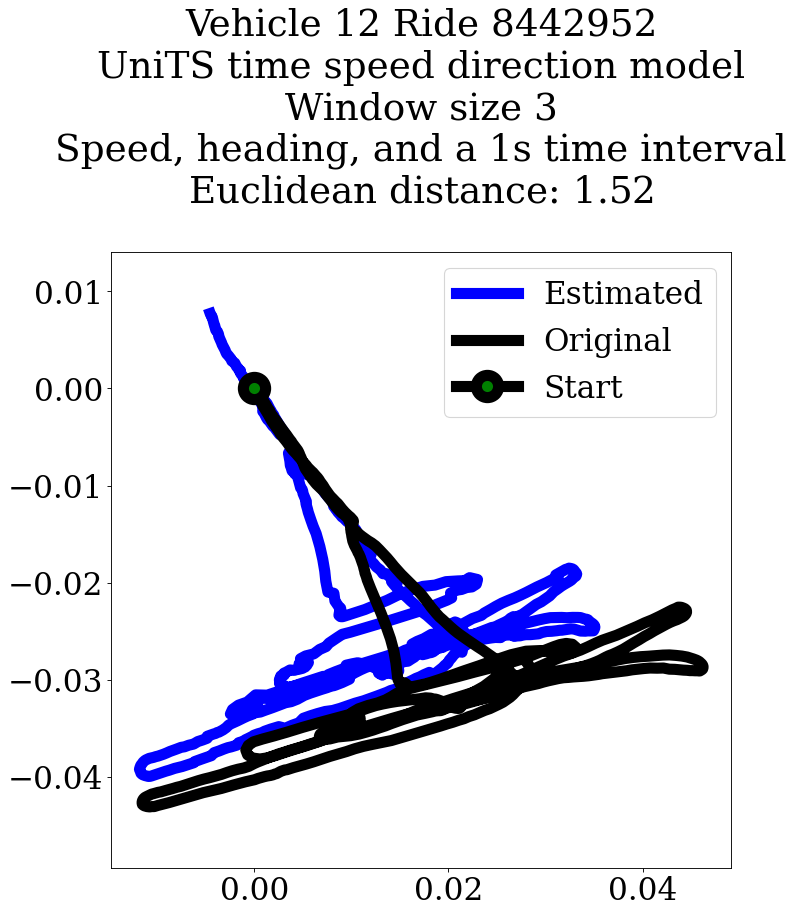 Vehicle 12 Ride 8442952
UniTS time speed direction model
Window size 3
Speed, heading, and a 1s time interval
Euclidean distance: 1.52
Estimated
Original
Start
0.01
0.00
−0.01
−0.02
−0.03
−0.04
0.00 0.02 0.04